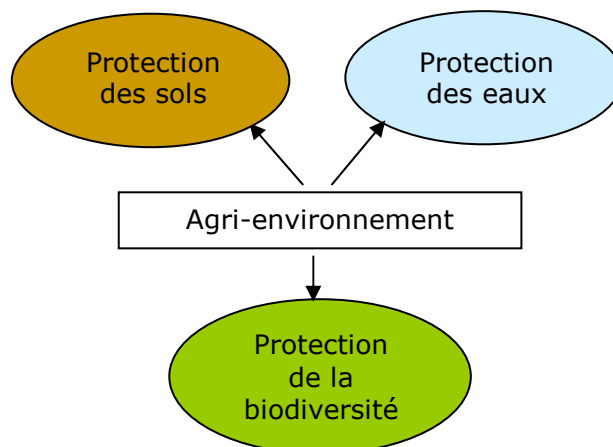 Protection
des sols
Protection
des eaux
Agri-environnement
Protection
de la
biodiversité